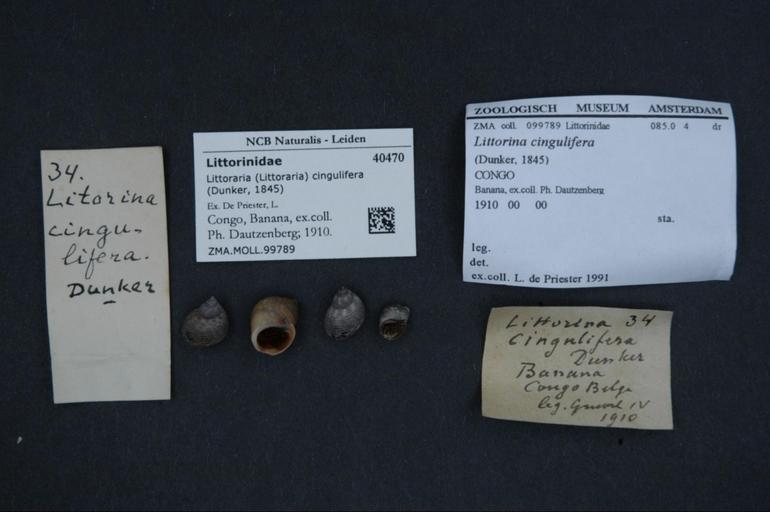 34.
Litorina
cingu-
lifera.
Dunker
NCB Naturalis - Leiden
Littorinidae 40470
Littoraria (Littoraria) cingulifera
(Dunker, 1845)
Ex. De Priester, L.
Congo, Banana, ex.coll.
Ph. Dautzenberg; 1910.
ZMA.MOLL.99789
ZOOLOGISCH MUSEUM AMSTERDAM
ZMA coll. 099789 Littorinidae 085.0 4 dr
Littorina cingulifera
(Dunker, 1845)
CONGO
Banana, ex.coll. Ph. Dautzenberg
1910 00 00
sta.
leg.
det.
ex.coll. L. de Priester 1991
Littorina 34
Cingulifera
Dunker
Banana
Congo Belge
leg. IV
1910